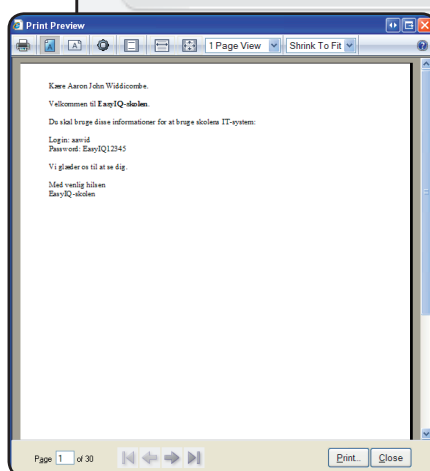 Print Preview
1 Page View
Shrink To Fit
Kære Aaron John Widdicombe.
Velkommen til EasyIQ-skolen.
Du skal bruge disse informationer for at bruge skolens IT-system:
Login: aawid
Password: EasyIQ12345
Vi glæder os til at se dig.
Med venlig hilsen
EasyIQ-skolen
Page 1 of 30
Print...
Close